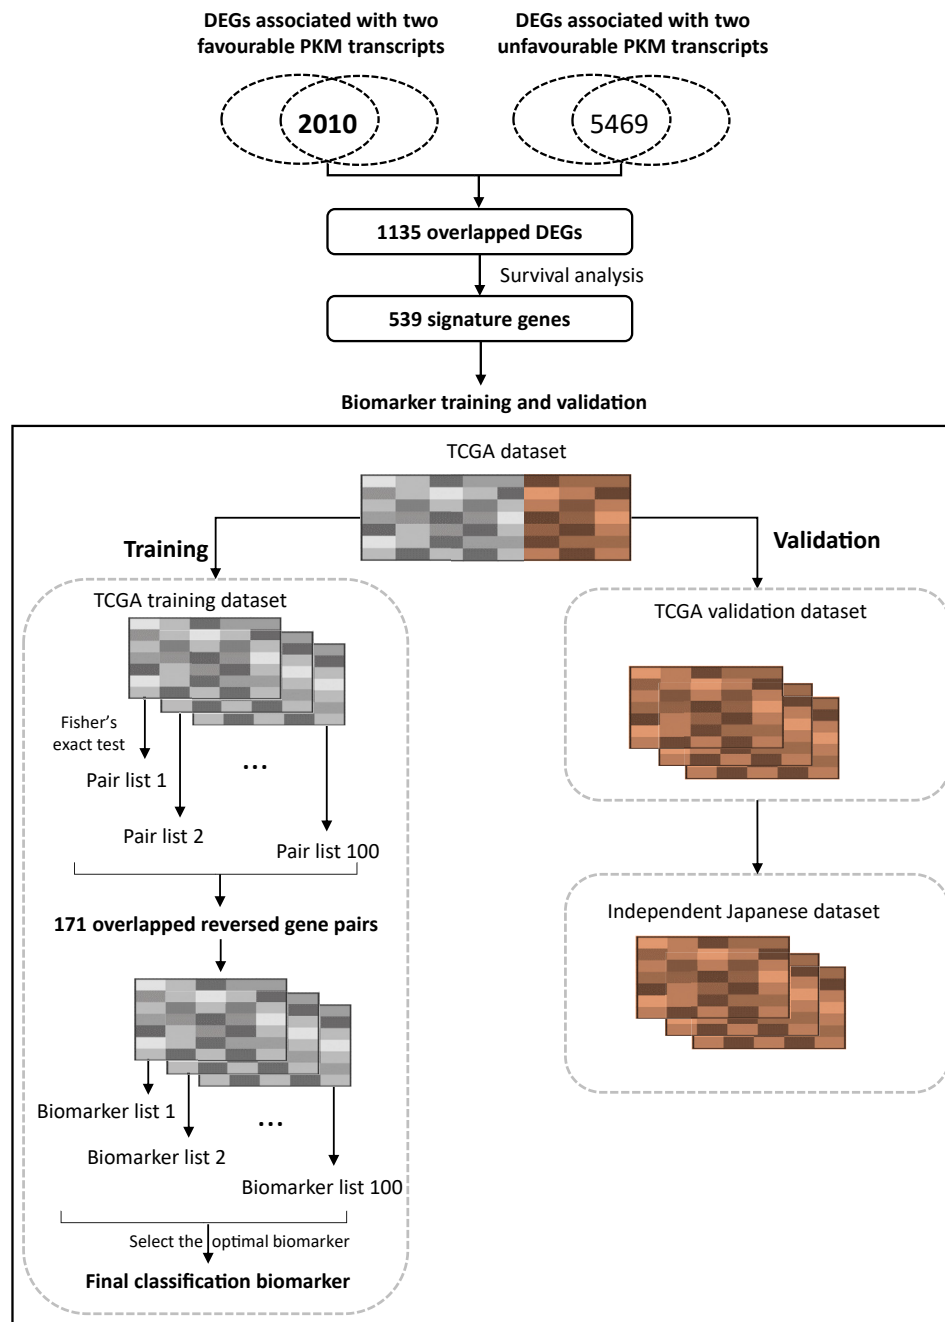 DEGs associated with two
favourable PKM transcripts
DEGs associated with two
unfavourable PKM transcripts
2010
5469
1135 overlapped DEGs
Survival analysis
539 signature genes
Biomarker training and validation
TCGA dataset
Training
Validation
TCGA training dataset
Fisher's
exact test
Pair list 1
...
Pair list 2
Pair list 100
171 overlapped reversed gene pairs
Biomarker list 1
...
Biomarker list 2
Biomarker list 100
Select the optimal biomarker
Final classification biomarker
TCGA validation dataset
Independent Japanese dataset